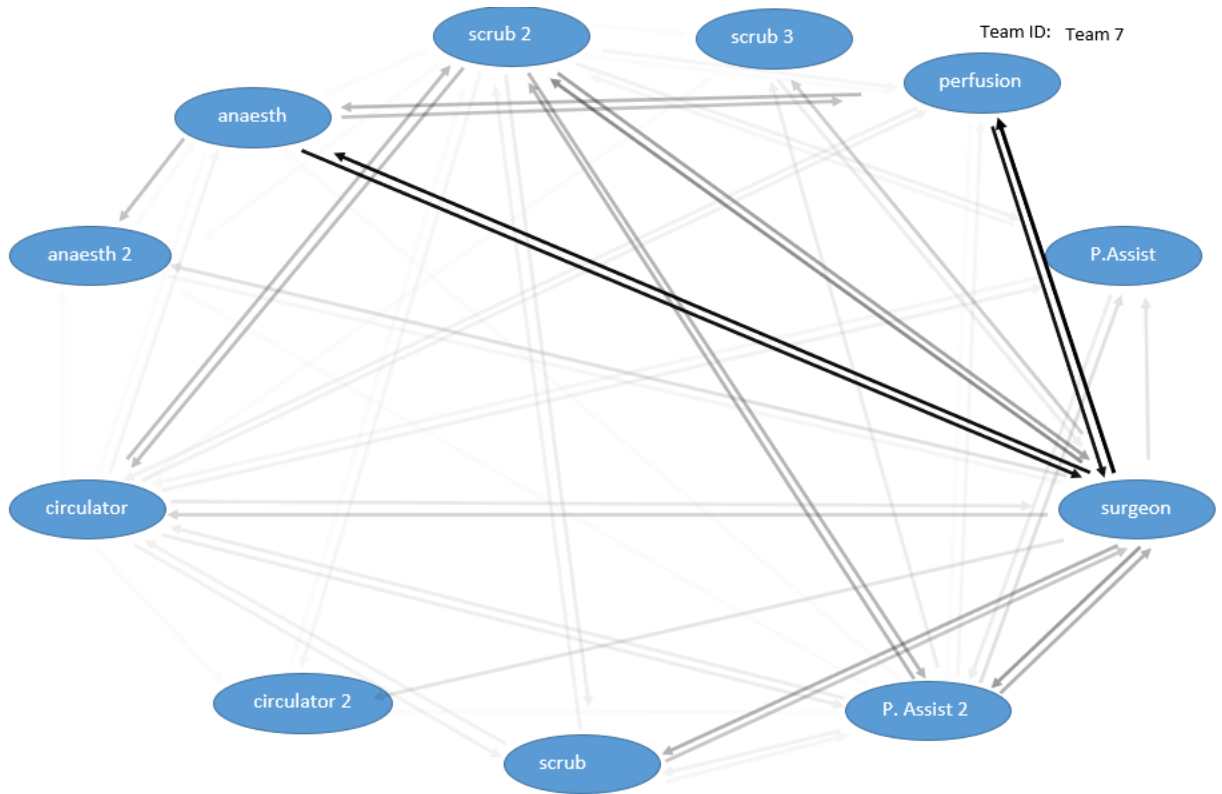 scrub 2
scrub 3
Team ID: Team 7
perfusion
anaesth
anaesth 2
P.Assist
circulator
surgeon
circulator 2
P. Assist 2
scrub